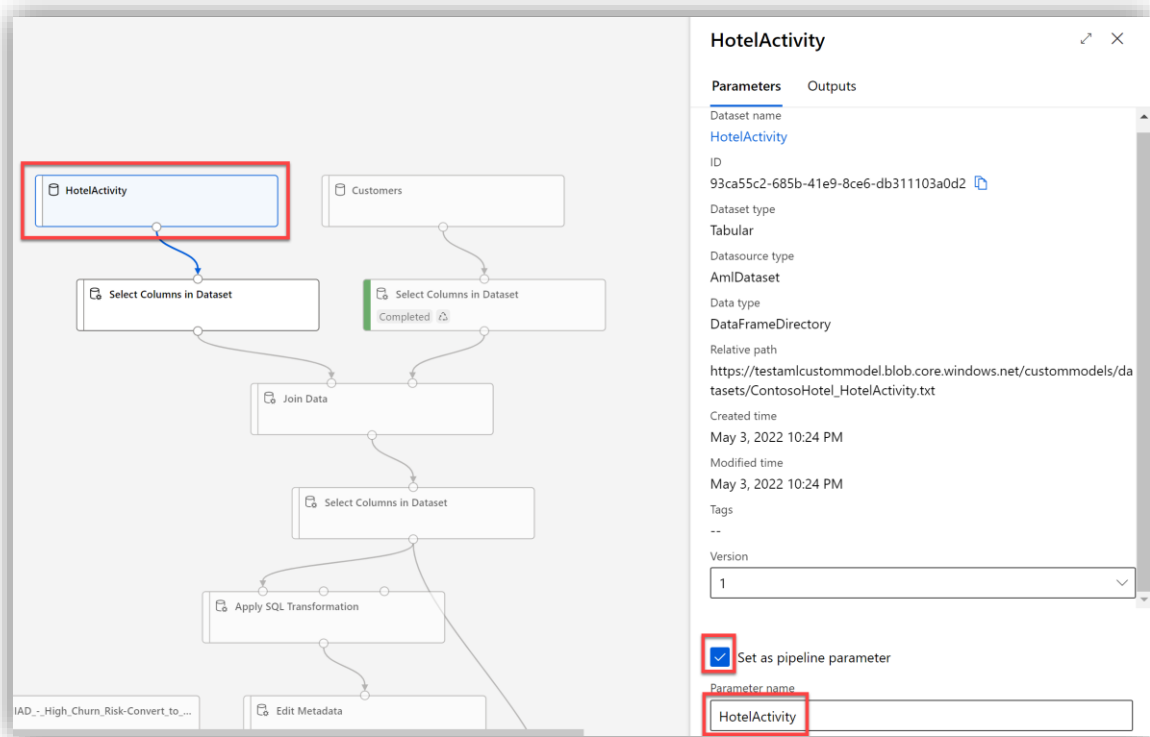 HotelActivity
Customers
Select Columns in Dataset
Select Columns in Dataset
Completed
Join Data
Select Columns in Dataset
Apply SQL Transformation
IAD_-_High_Churn_Risk-Convert_to_...
Edit Metadata
HotelActivity
Parameters Outputs
Dataset name
HotelActivity
ID
93ca55c2-685b-41e9-8ce6-db311103a0d2
Dataset type
Tabular
Datasource type
AmlDataset
Data type
DataFrameDirectory
Relative path
https://testamlcustommodel.blob.core.windows.net/custommodels/da
tasets/ContosoHotel_HotelActivity.txt
Created time
May 3, 2022 10:24 PM
Modified time
May 3, 2022 10:24 PM
Tags
--
Version
1
Set as pipeline parameter
Parameter name
HotelActivity